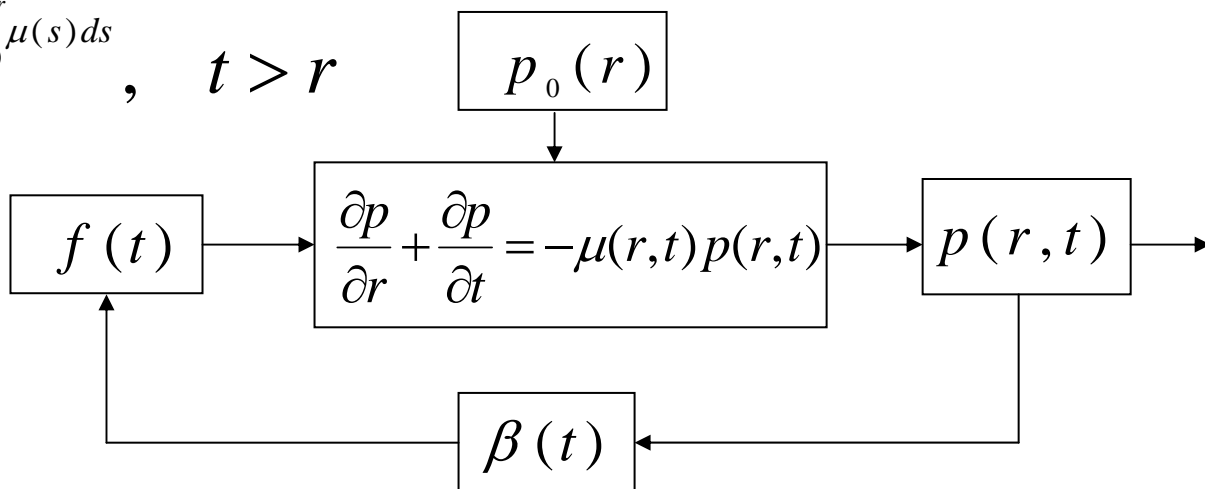 r
μ(s)ds
, t > r
p₀(r)
f(t)
∂p/∂r + ∂p/∂t = −μ(r,t)p(r,t)
p(r,t)
β(t)